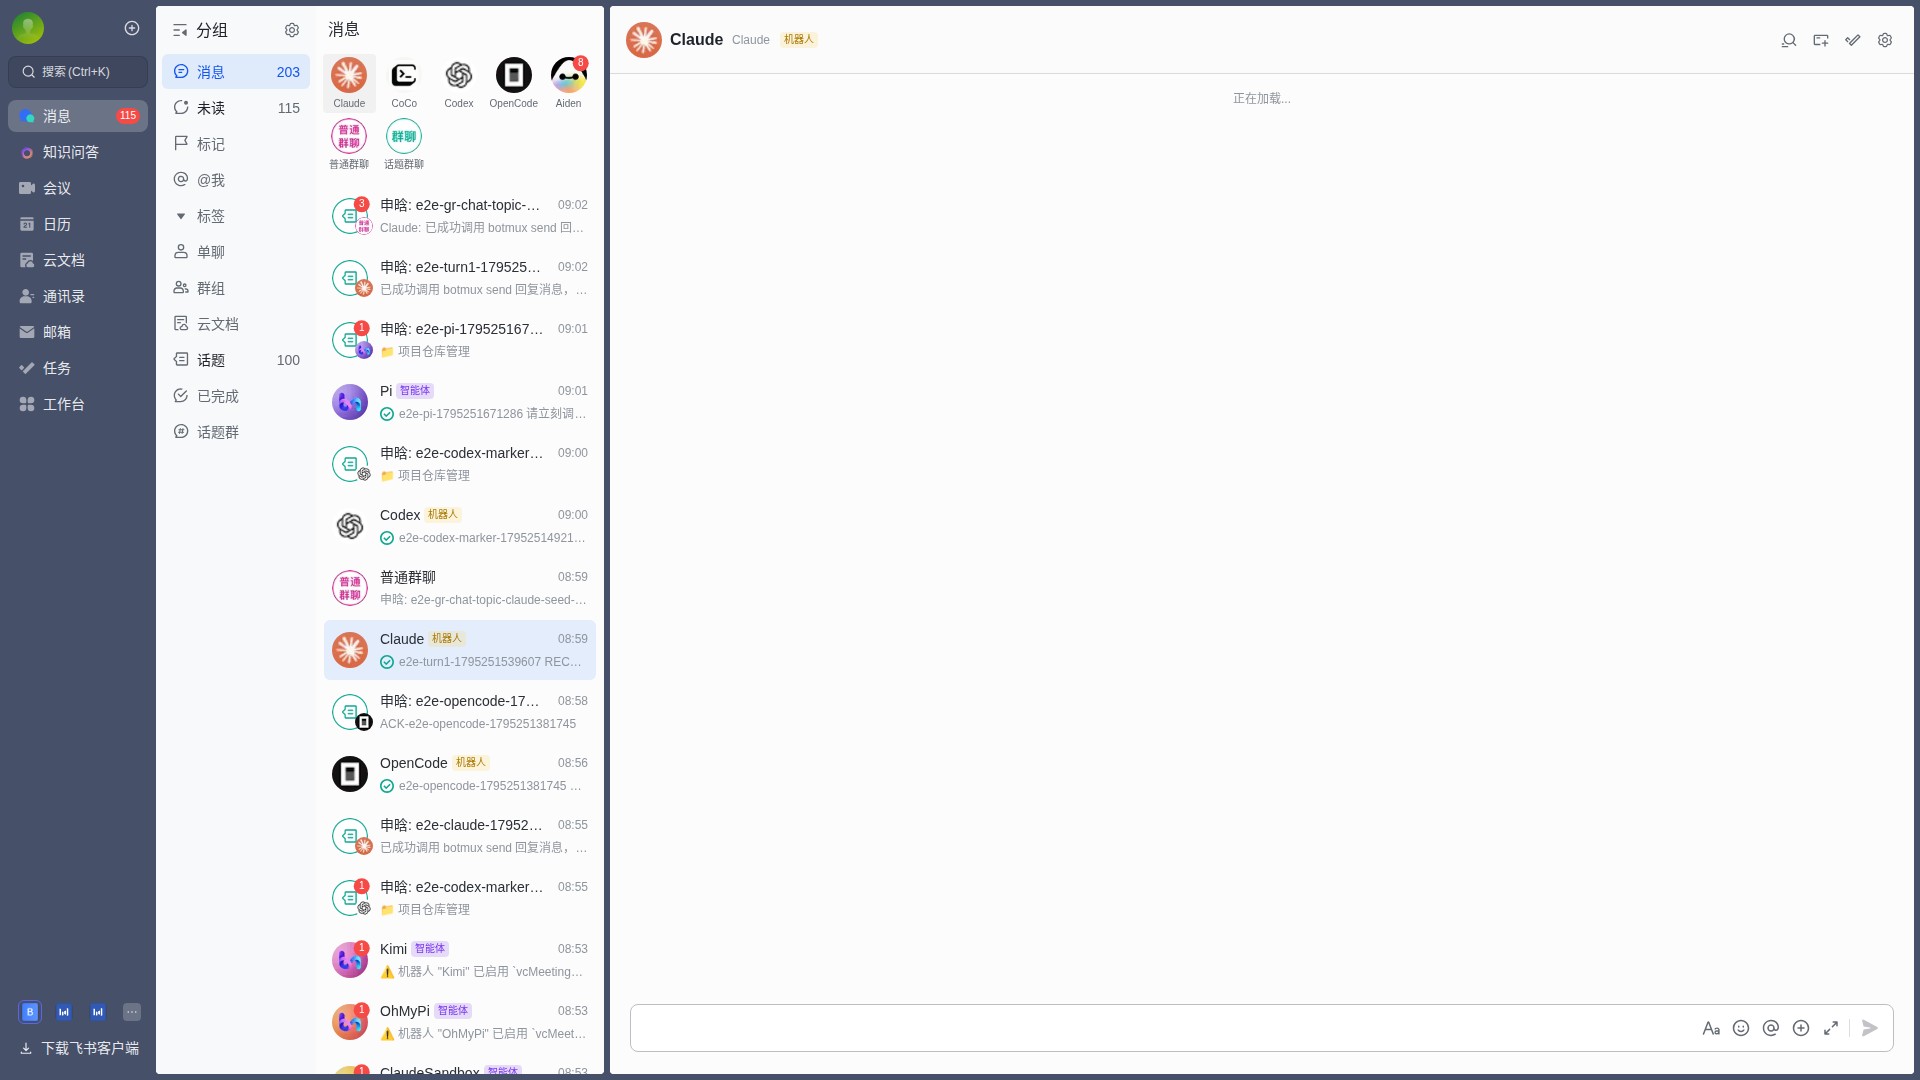 搜索 (Ctrl+K)
消息
115
知识问答
会议
日历
云文档
通讯录
邮箱
任务
工作台
下载飞书客户端
分组
消息
203
未读
115
标记
@我
标签
单聊
群组
云文档
话题
100
已完成
话题群
消息
Claude
CoCo
Codex
OpenCode
8
Aiden
普通
群聊
普通群聊
群聊
话题群聊
3
申晗: e2e-gr-chat-topic-...
09:02
Claude: 已成功调用 botmux send 回...
申晗: e2e-turn1-179525...
09:02
已成功调用 botmux send 回复消息，...
1
申晗: e2e-pi-179525167...
09:01
📁 项目仓库管理
Pi
智能体
09:01
e2e-pi-1795251671286 请立刻调...
申晗: e2e-codex-marker...
09:00
📁 项目仓库管理
Codex
机器人
09:00
e2e-codex-marker-17952514921...
普通
群聊
普通群聊
08:59
申晗: e2e-gr-chat-topic-claude-seed-...
Claude
机器人
08:59
e2e-turn1-1795251539607 REC...
申晗: e2e-opencode-17...
08:58
ACK-e2e-opencode-1795251381745
OpenCode
机器人
08:56
e2e-opencode-1795251381745 ...
申晗: e2e-claude-17952...
08:55
已成功调用 botmux send 回复消息，...
1
申晗: e2e-codex-marker...
08:55
📁 项目仓库管理
1
Kimi
智能体
08:53
⚠️ 机器人 "Kimi" 已启用 `vcMeeting...
1
OhMyPi
智能体
08:53
⚠️ 机器人 "OhMyPi" 已启用 `vcMeet...
1
ClaudeSandbox
智能体
08:53
Claude
Claude
机器人
正在加载...
Aa